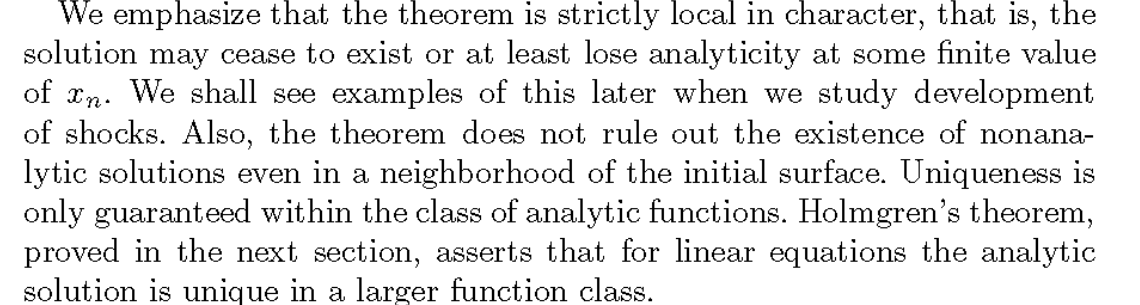 We emphasize that the theorem is strictly local in character, that is, the
solution may cease to exist or at least lose analyticity at some finite value
of xₙ. We shall see examples of this later when we study development
of shocks. Also, the theorem does not rule out the existence of nonana-
lytic solutions even in a neighborhood of the initial surface. Uniqueness is
only guaranteed within the class of analytic functions. Holmgren's theorem,
proved in the next section, asserts that for linear equations the analytic
solution is unique in a larger function class.